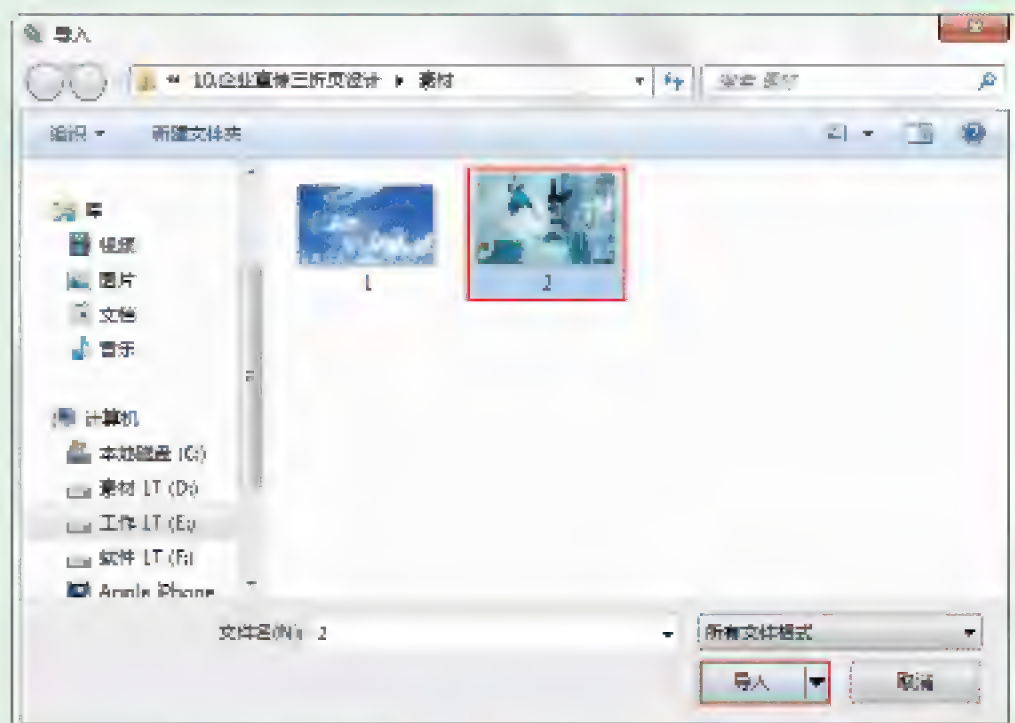 导入
« 10.企业宣传三折页设计 ▸ 素材
搜索 素材
组织 新建文件夹
库
视频
图片
文档
音乐
1
2
计算机
本地磁盘 (C:)
素材 1T (D:)
工作 1T (E:)
软件 1T (F:)
Apple iPhone
文件名(N): 2
所有文件格式
导入
取消